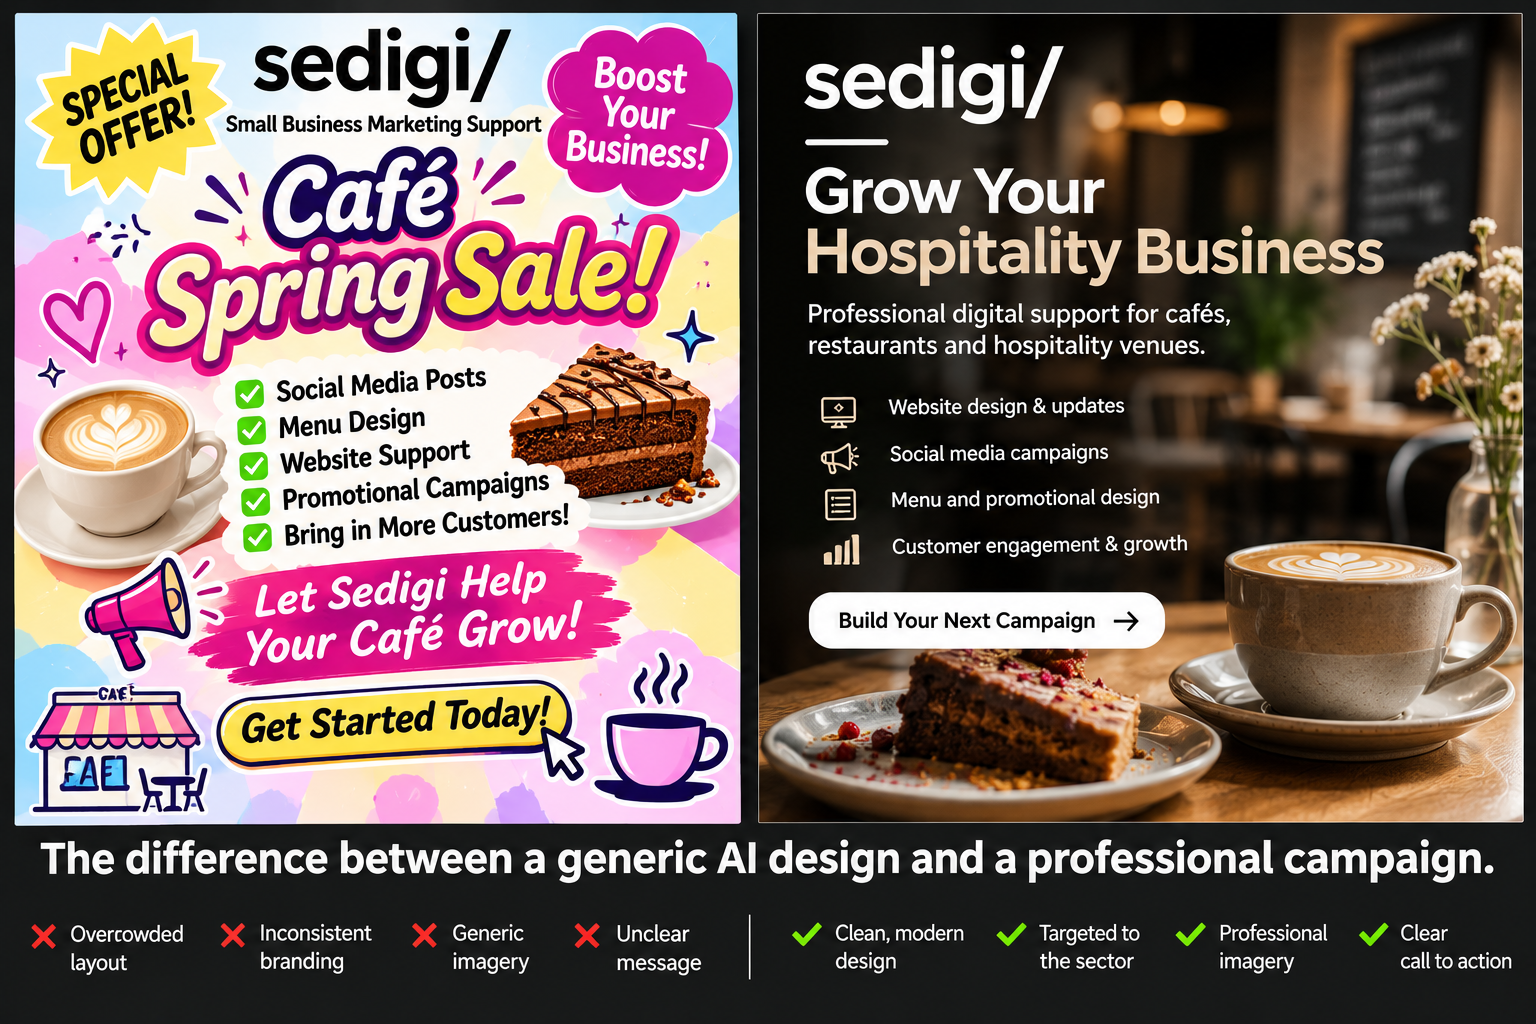 SPECIAL
OFFER!
sedigi/
Small Business Marketing Support
Boost
Your
Business!
Café
Spring Sale!
Social Media Posts
Menu Design
Website Support
Promotional Campaigns
Bring in More Customers!
Let Sedigi Help
Your Café Grow!
Get Started Today!
sedigi/
Grow Your
Hospitality Business
Professional digital support for cafés,
restaurants and hospitality venues.
Website design & updates
Social media campaigns
Menu and promotional design
Customer engagement & growth
Build Your Next Campaign →
The difference between a generic AI design and a professional campaign.
Overcrowded
layout
Inconsistent
branding
Generic
imagery
Unclear
message
Clean, modern
design
Targeted to
the sector
Professional
imagery
Clear
call to action